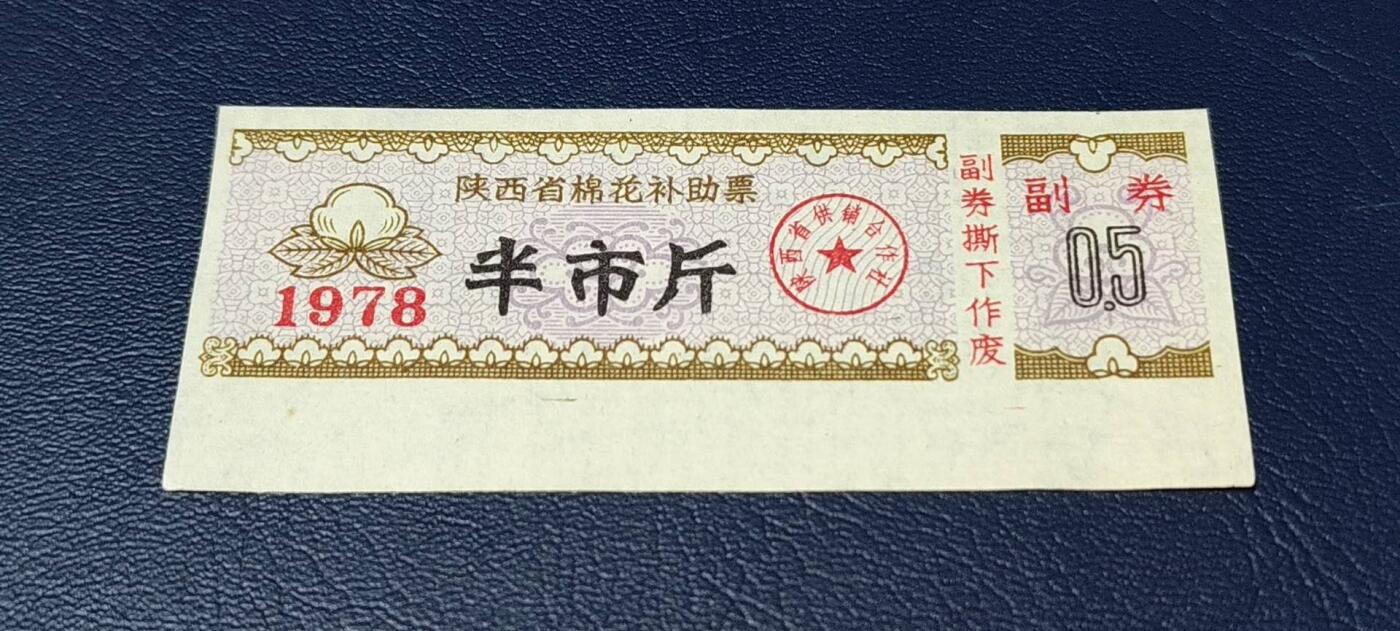 陕西省棉花补助票
半市斤
1978
陕西省供销合作社
副券撕下作废
副券
0.5